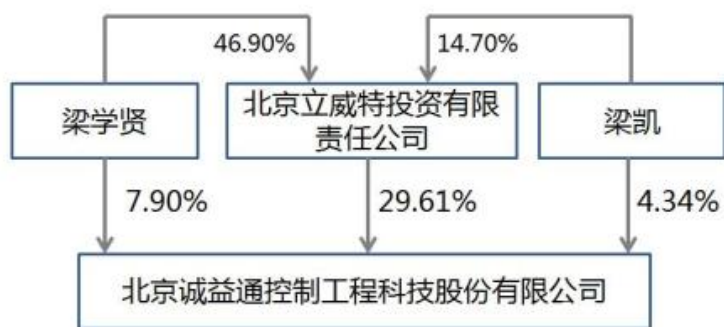 46.90%
14.70%
梁学贤
北京立威特投资有限
责任公司
梁凯
7.90%
29.61%
4.34%
北京诚益通控制工程科技股份有限公司